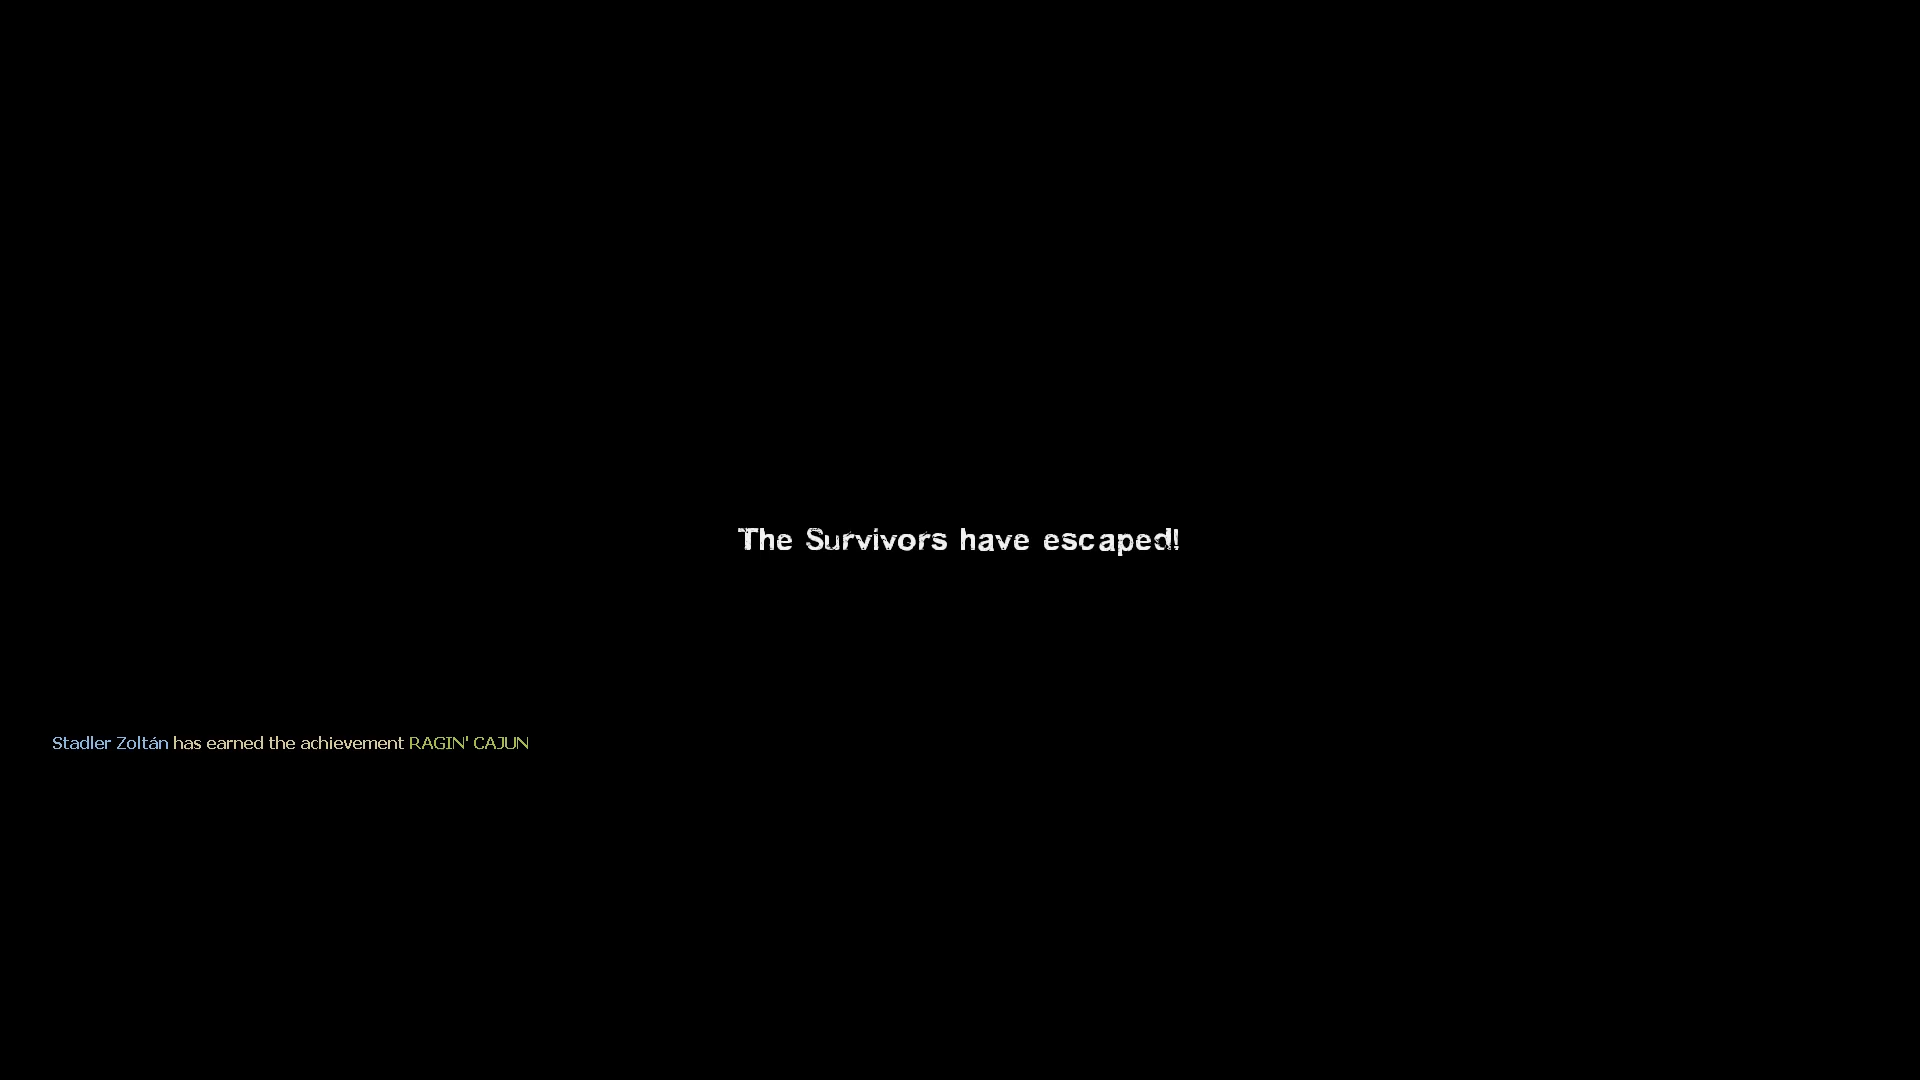 The Survivors have escaped!
Stadler Zoltán has earned the achievement RAGIN' CAJUN